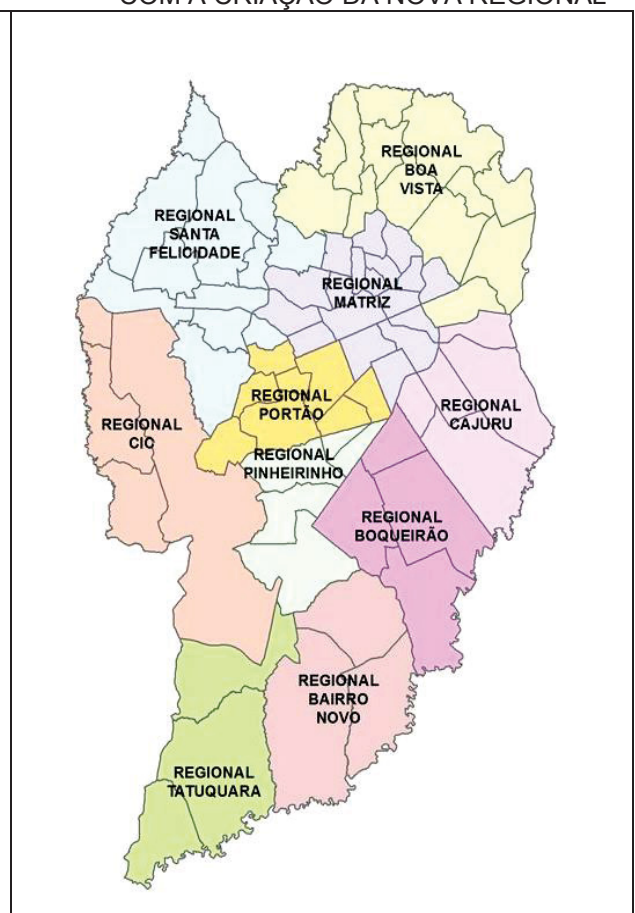 COM A CRIAÇÃO DA NOVA REGIONAL
REGIONAL
BOA
VISTA
REGIONAL
SANTA
FELICIDADE
REGIONAL
MATRIZ
REGIONAL
PORTÃO
REGIONAL
CAJURU
REGIONAL
CIC
REGIONAL
PINHEIRINHO
REGIONAL
BOQUEIRÃO
REGIONAL
BAIRRO
NOVO
REGIONAL
TATUQUARA